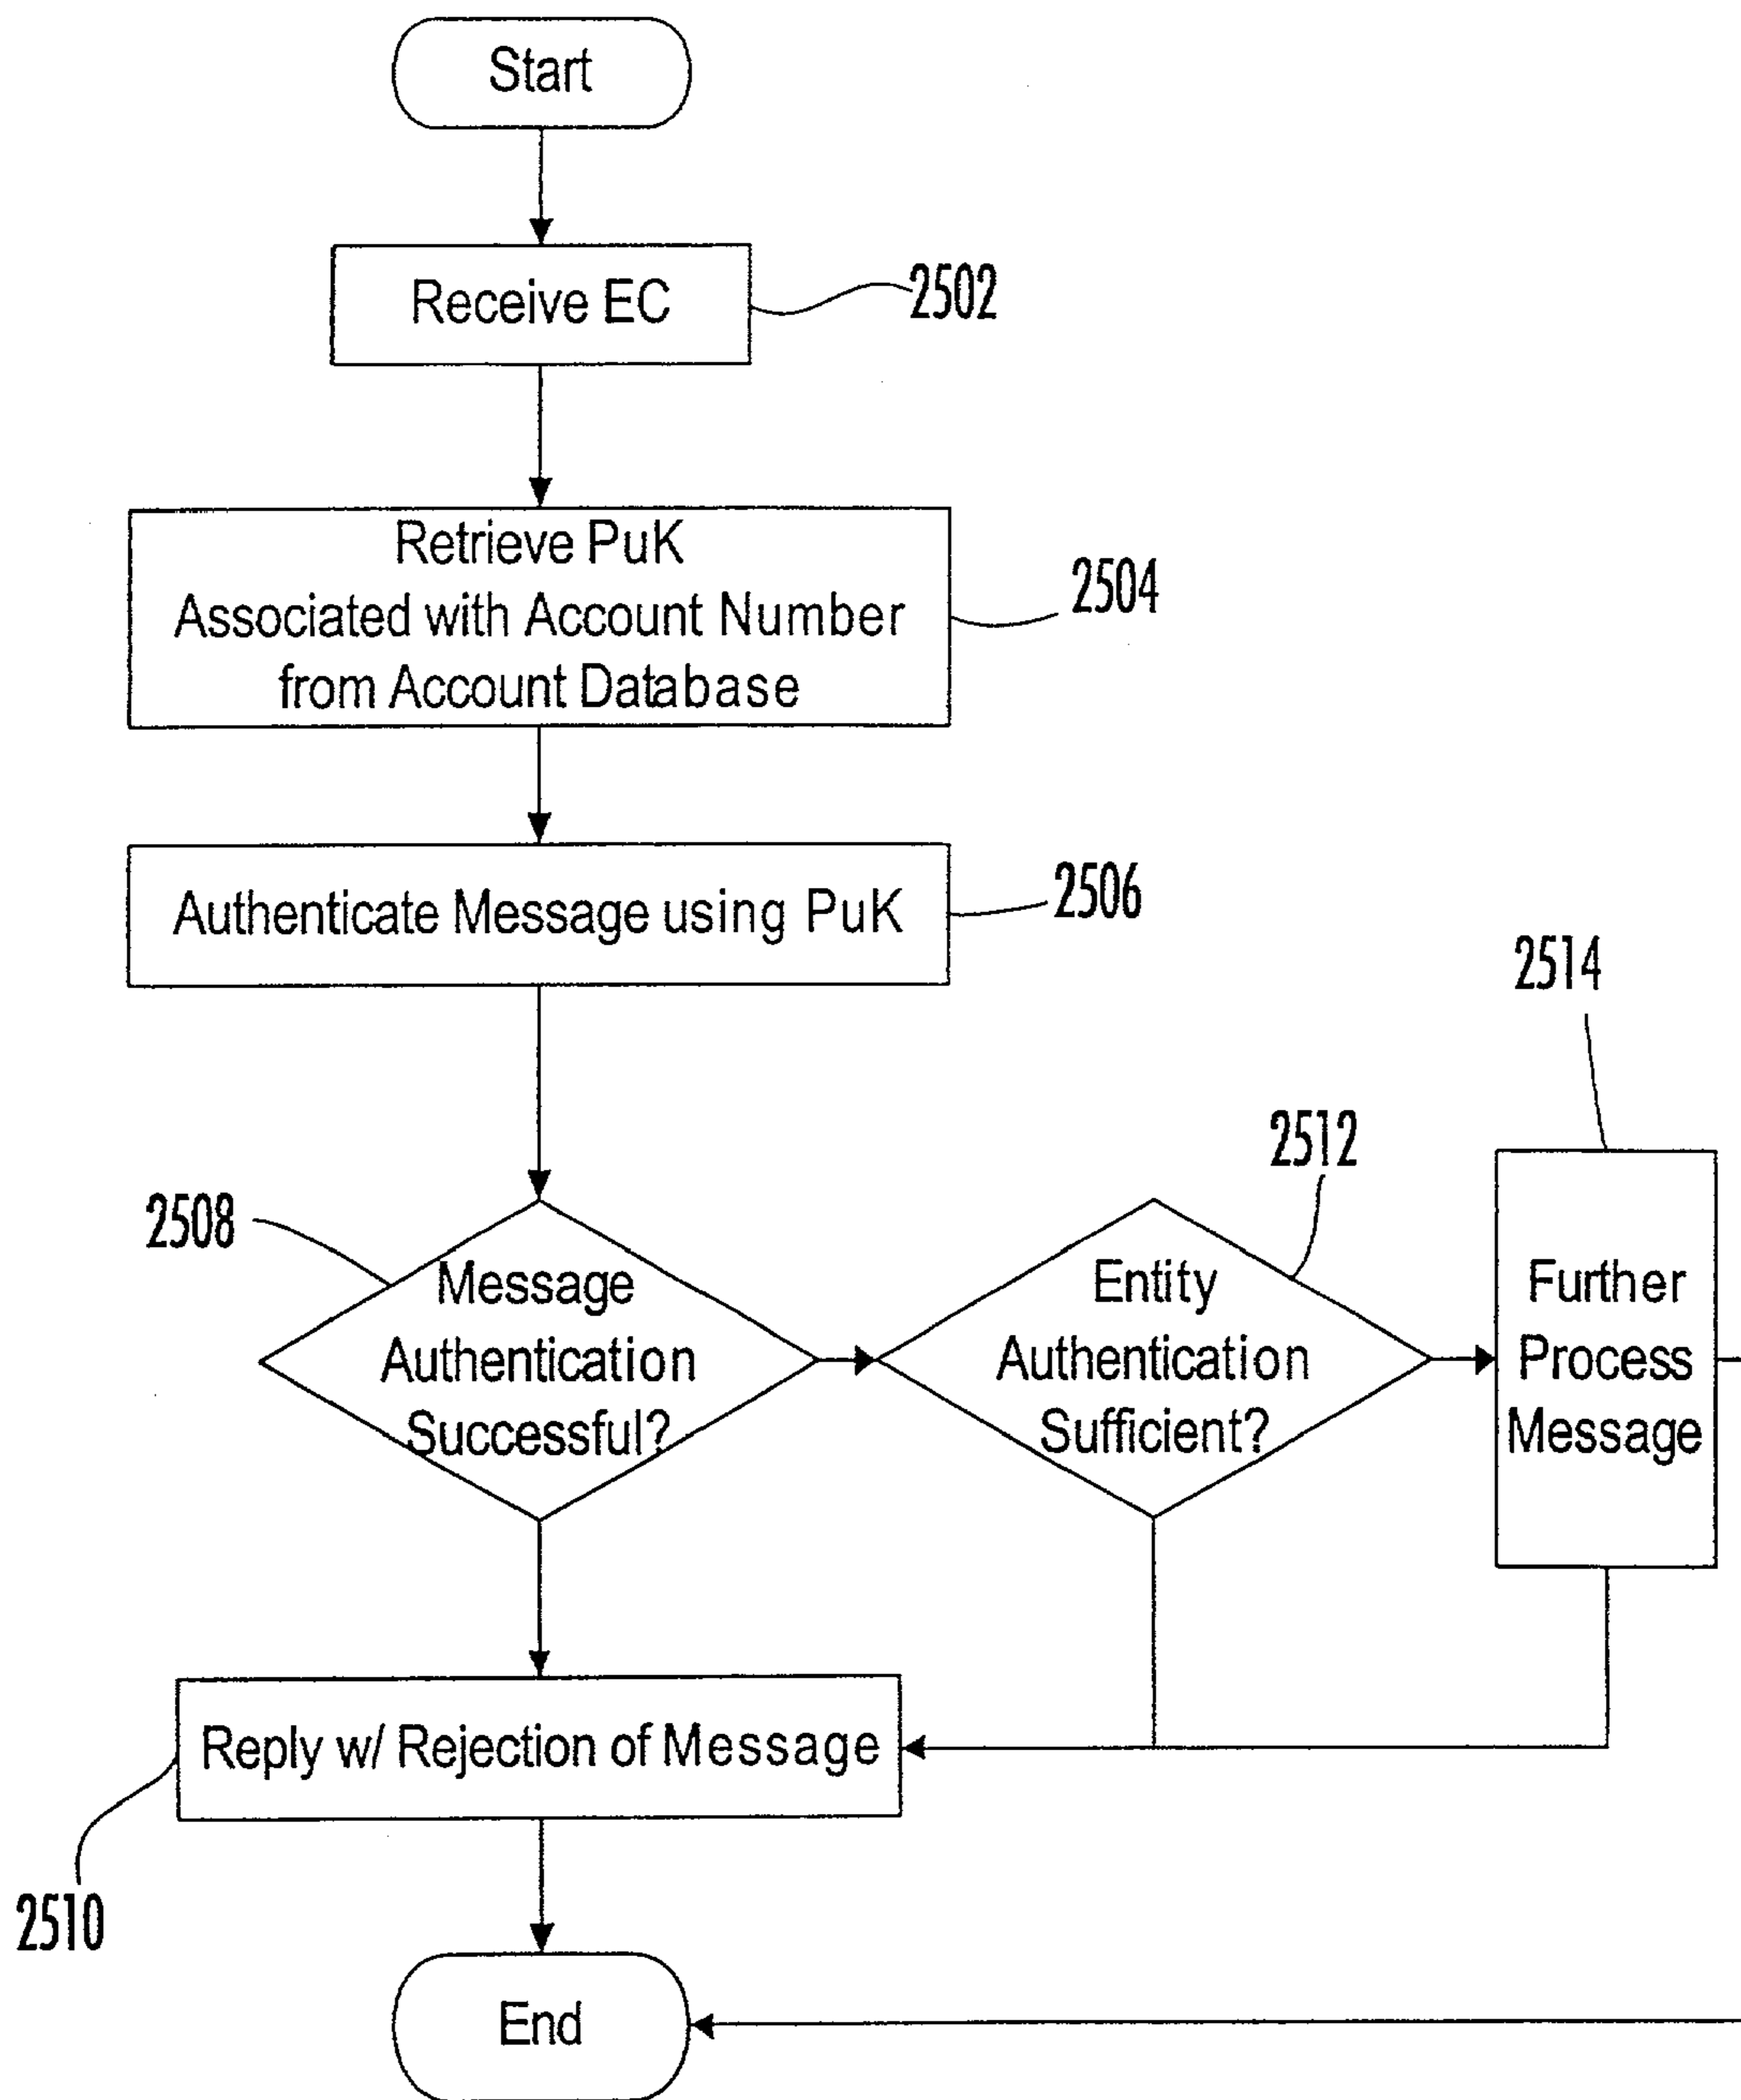 Start
Receive EC
2502
Retrieve PuK
Associated with Account Number
from Account Database
2504
Authenticate Message using PuK
2506
2514
2512
2508
Message
Authentication
Successful?
Entity
Authentication
Sufficient?
Further
Process
Message
Reply w/ Rejection of Message
2510
End